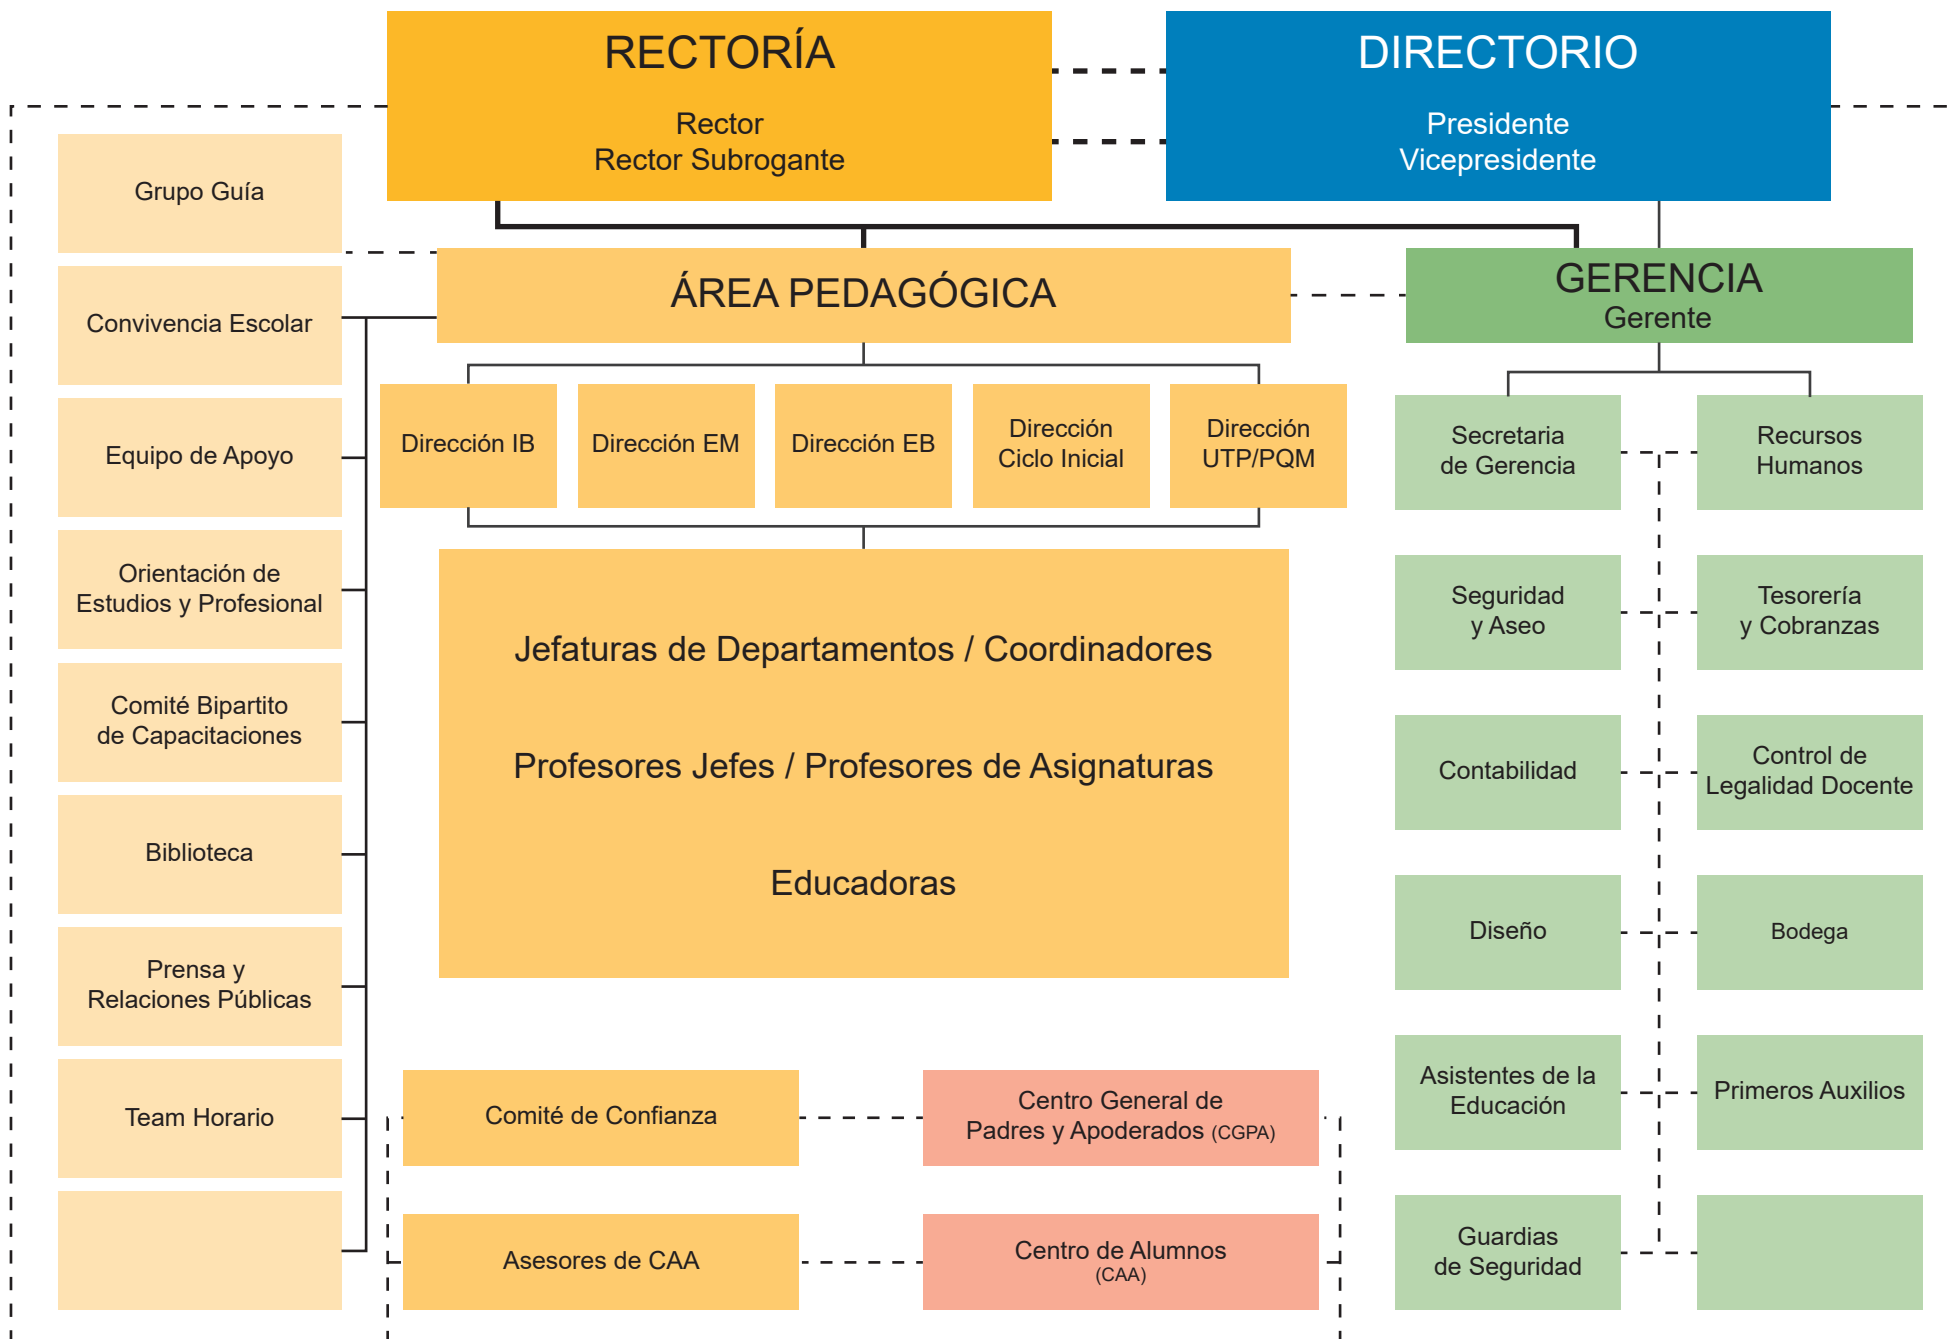 RECTORÍA
Rector
Rector Subrogante
DIRECTORIO
Presidente
Vicepresidente
Grupo Guía
Convivencia Escolar
Equipo de Apoyo
Orientación de
Estudios y Profesional
Comité Bipartito
de Capacitaciones
Biblioteca
Prensa y
Relaciones Públicas
Team Horario
ÁREA PEDAGÓGICA
GERENCIA
Gerente
Dirección IB
Dirección EM
Dirección EB
Dirección
Ciclo Inicial
Dirección
UTP/PQM
Jefaturas de Departamentos / Coordinadores
Profesores Jefes / Profesores de Asignaturas
Educadoras
Comité de Confianza
Centro General de
Padres y Apoderados (CGPA)
Asesores de CAA
Centro de Alumnos
(CAA)
Secretaria
de Gerencia
Recursos
Humanos
Seguridad
y Aseo
Tesorería
y Cobranzas
Contabilidad
Control de
Legalidad Docente
Diseño
Bodega
Asistentes de la
Educación
Primeros Auxilios
Guardias
de Seguridad